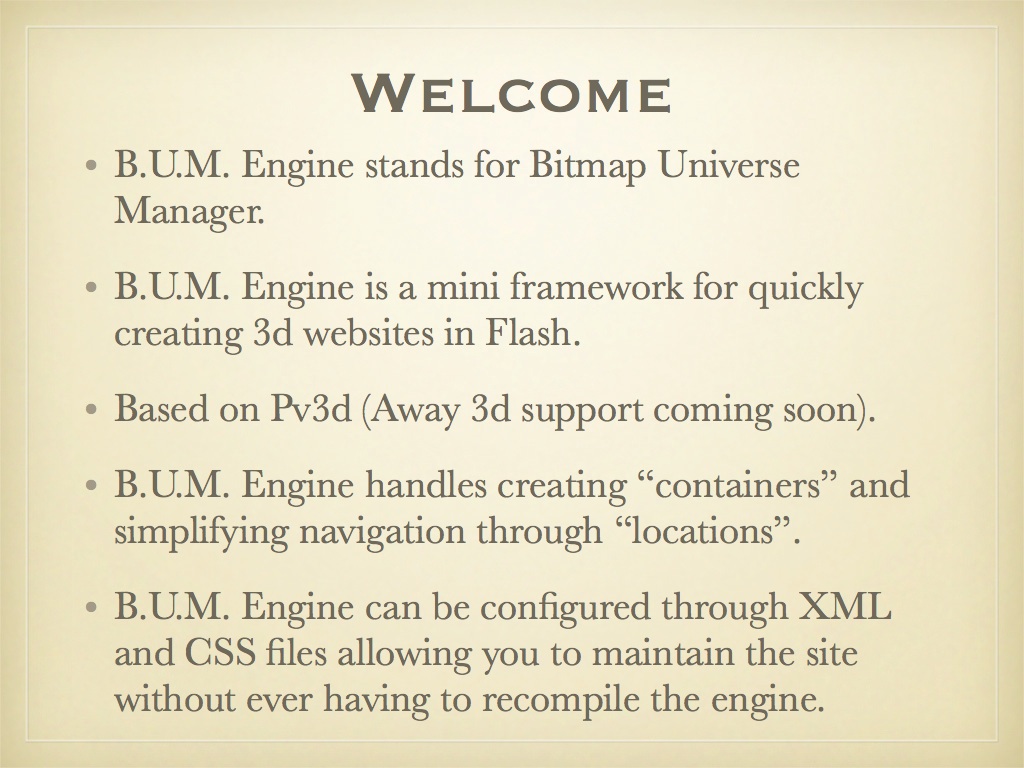 WELCOME
• B.U.M. Engine stands for Bitmap Universe
Manager.
• B.U.M. Engine is a mini framework for quickly
creating 3d websites in Flash.
• Based on Pv3d (Away 3d support coming soon).
• B.U.M. Engine handles creating “containers” and
simplifying navigation through “locations”.
• B.U.M. Engine can be configured through XML
and CSS files allowing you to maintain the site
without ever having to recompile the engine.